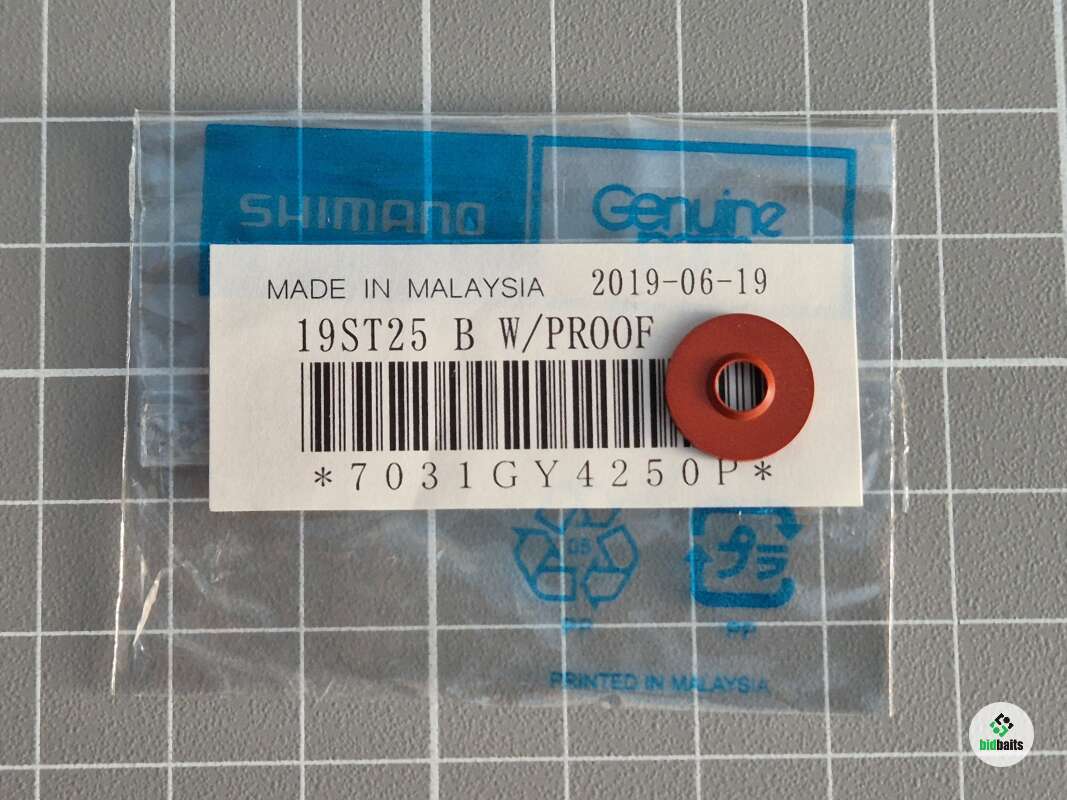 SHIMANO
Genuine
MADE IN MALAYSIA 2019-06-19
19ST25 B W/PROOF
*7031GY4250P*
05
プラ
PP PP
PRINTED IN MALAYSIA
bidbaits